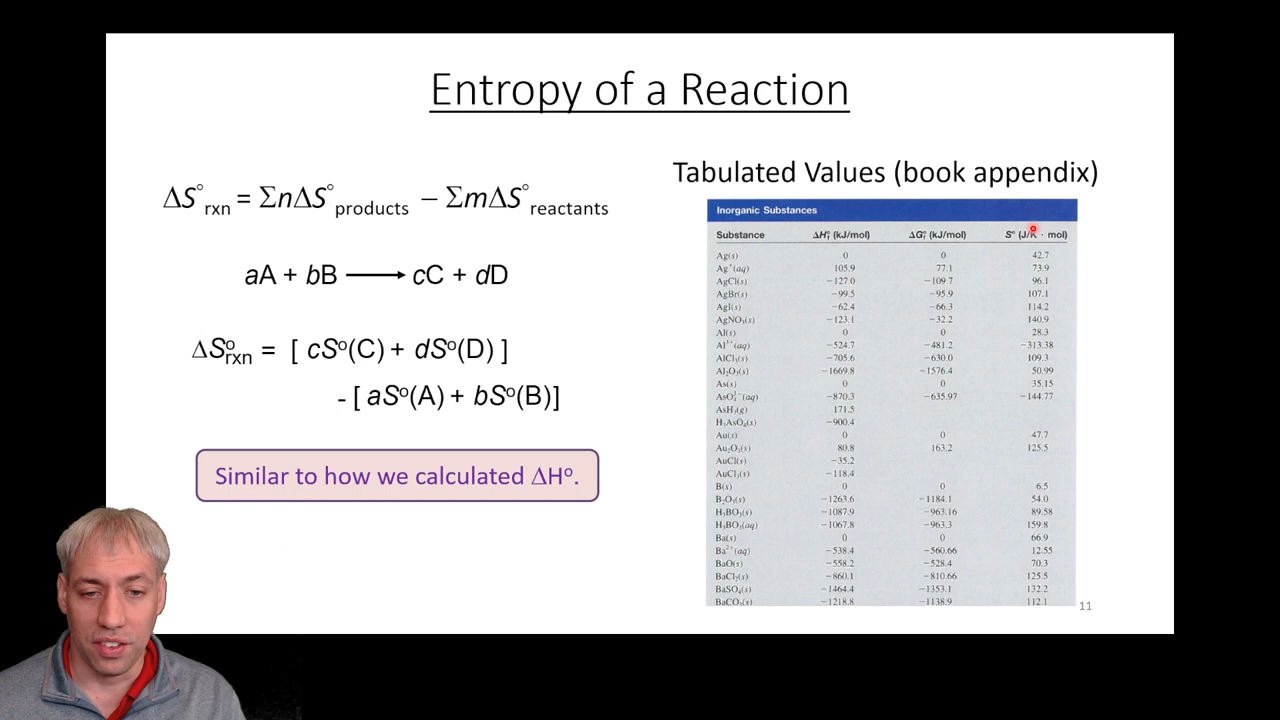 Entropy of a Reaction
ΔS°rxn = ΣnΔS°products – ΣmΔS°reactants
aA + bB ⟶ cC + dD
ΔS°rxn = [ cS°(C) + dS°(D) ]
- [ aS°(A) + bS°(B)]
Similar to how we calculated ΔH°.
Tabulated Values (book appendix)
Inorganic Substances
Substance ΔH°f (kJ/mol) ΔG°f (kJ/mol) S° (J/K · mol)
Ag(s) 0 0 42.7
Ag⁺(aq) 105.9 77.1 73.9
AgCl(s) −127.0 −109.7 96.1
AgBr(s) −99.5 −95.9 107.1
AgI(s) −62.4 −66.3 114.2
AgNO₃(s) −123.1 −32.2 140.9
Al(s) 0 0 28.3
Al³⁺(aq) −524.7 −481.2 −313.38
AlCl₃(s) −705.6 −630.0 109.3
Al₂O₃(s) −1669.8 −1576.4 50.99
As(s) 0 0 35.15
AsO₄³⁻(aq) −870.3 −635.97 −144.77
AsH₃(g) 171.5
H₃AsO₄(s) −900.4
Au(s) 0 0 47.7
Au₂O₃(s) 80.8 163.2 125.5
AuCl(s) −35.2
AuCl₃(s) −118.4
B(s) 0 0 6.5
B₂O₃(s) −1263.6 −1184.1 54.0
H₃BO₃(s) −1087.9 −963.16 89.58
H₃BO₃(aq) −1067.8 −963.3 159.8
Ba(s) 0 0 66.9
Ba²⁺(aq) −538.4 −560.66 12.55
BaO(s) −558.2 −528.4 70.3
BaCl₂(s) −860.1 −810.66 125.5
BaSO₄(s) −1464.4 −1353.1 132.2
BaCO₃(s) −1218.8 −1138.9 112.1
11